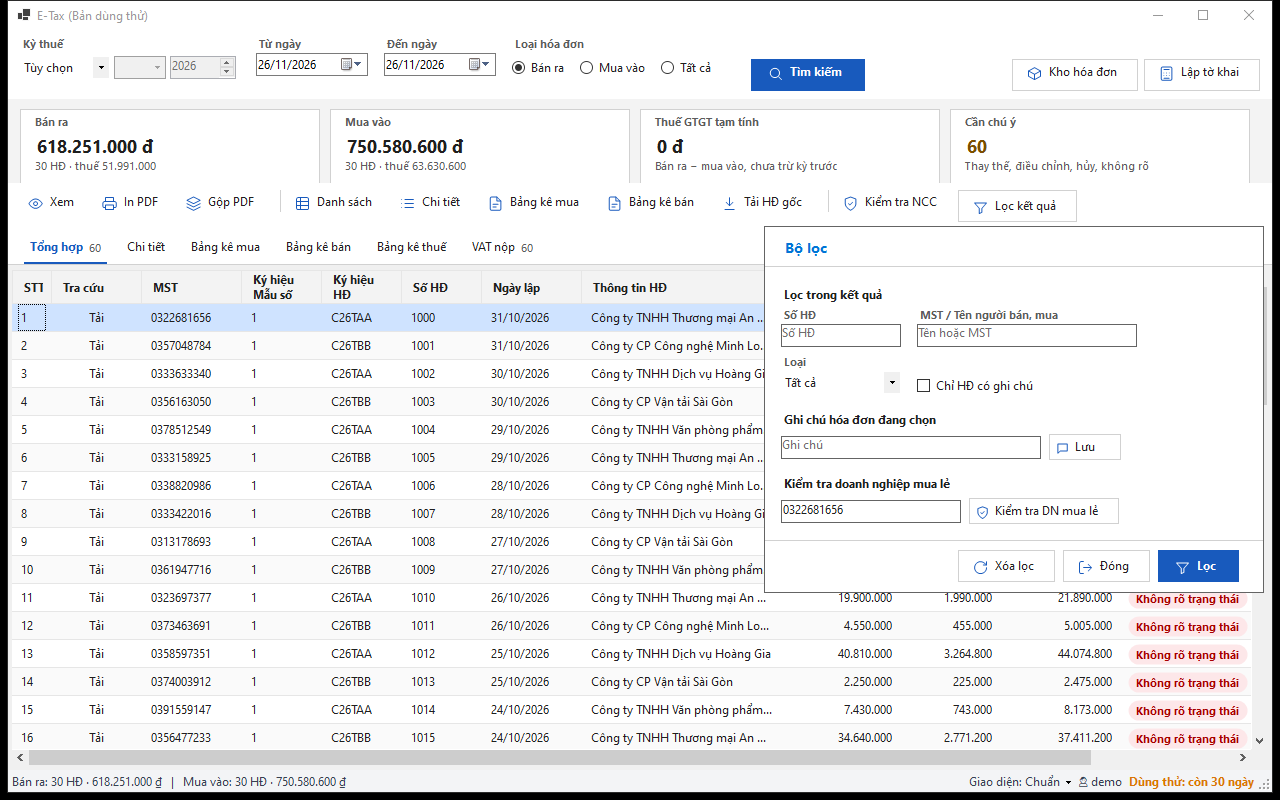 E-Tax (Bản dùng thử)
Kỳ thuế
Từ ngày
Đến ngày
Loại hóa đơn
Tùy chọn
2026
26/11/2026
26/11/2026
Bán ra
Mua vào
Tất cả
Tìm kiếm
Kho hóa đơn
Lập tờ khai
Bán ra
618.251.000 đ
30 HĐ · thuế 51.991.000
Mua vào
750.580.600 đ
30 HĐ · thuế 63.630.600
Thuế GTGT tạm tính
0 đ
Bán ra − mua vào, chưa trừ kỳ trước
Cần chú ý
60
Thay thế, điều chỉnh, hủy, không rõ
Xem
In PDF
Gộp PDF
Danh sách
Chi tiết
Bảng kê mua
Bảng kê bán
Tải HĐ gốc
Kiểm tra NCC
Lọc kết quả
Tổng hợp 60
Chi tiết
Bảng kê mua
Bảng kê bán
Bảng kê thuế
VAT nộp 60
STT Tra cứu MST Ký hiệu Mẫu số Ký hiệu HĐ Số HĐ Ngày lập Thông tin HĐ
1 Tải 0322681656 1 C26TAA 1000 31/10/2026 Công ty TNHH Thương mại An ...
2 Tải 0357048784 1 C26TBB 1001 31/10/2026 Công ty CP Công nghệ Minh Lo...
3 Tải 0333633340 1 C26TAA 1002 30/10/2026 Công ty TNHH Dịch vụ Hoàng Gia
4 Tải 0356163050 1 C26TBB 1003 30/10/2026 Công ty CP Vận tải Sài Gòn
5 Tải 0378512549 1 C26TAA 1004 29/10/2026 Công ty TNHH Văn phòng phẩm
6 Tải 0333158925 1 C26TBB 1005 29/10/2026 Công ty TNHH Thương mại An ...
7 Tải 0338820986 1 C26TAA 1006 28/10/2026 Công ty CP Công nghệ Minh Lo...
8 Tải 0333422016 1 C26TBB 1007 28/10/2026 Công ty TNHH Dịch vụ Hoàng Gia
9 Tải 0313178693 1 C26TAA 1008 27/10/2026 Công ty CP Vận tải Sài Gòn
10 Tải 0361947716 1 C26TBB 1009 27/10/2026 Công ty TNHH Văn phòng phẩm
11 Tải 0323697377 1 C26TAA 1010 26/10/2026 Công ty TNHH Thương mại An ... 19.900.000 1.990.000 21.890.000 Không rõ trạng thái
12 Tải 0373463691 1 C26TBB 1011 26/10/2026 Công ty CP Công nghệ Minh Lo... 4.550.000 455.000 5.005.000 Không rõ trạng thái
13 Tải 0358597351 1 C26TAA 1012 25/10/2026 Công ty TNHH Dịch vụ Hoàng Gia 40.810.000 3.264.800 44.074.800 Không rõ trạng thái
14 Tải 0374003912 1 C26TBB 1013 25/10/2026 Công ty CP Vận tải Sài Gòn 2.250.000 225.000 2.475.000 Không rõ trạng thái
15 Tải 0391559147 1 C26TAA 1014 24/10/2026 Công ty TNHH Văn phòng phẩm... 7.430.000 743.000 8.173.000 Không rõ trạng thái
16 Tải 0356477233 1 C26TBB 1015 24/10/2026 Công ty TNHH Thương mại An ... 34.640.000 2.771.200 37.411.200 Không rõ trạng thái
Bộ lọc
Lọc trong kết quả
Số HĐ
MST / Tên người bán, mua
Số HĐ
Tên hoặc MST
Loại
Tất cả
Chỉ HĐ có ghi chú
Ghi chú hóa đơn đang chọn
Ghi chú
Lưu
Kiểm tra doanh nghiệp mua lẻ
0322681656
Kiểm tra DN mua lẻ
Xóa lọc
Đóng
Lọc
Bán ra: 30 HĐ · 618.251.000 ₫ | Mua vào: 30 HĐ · 750.580.600 ₫
Giao diện: Chuẩn
demo
Dùng thử: còn 30 ngày